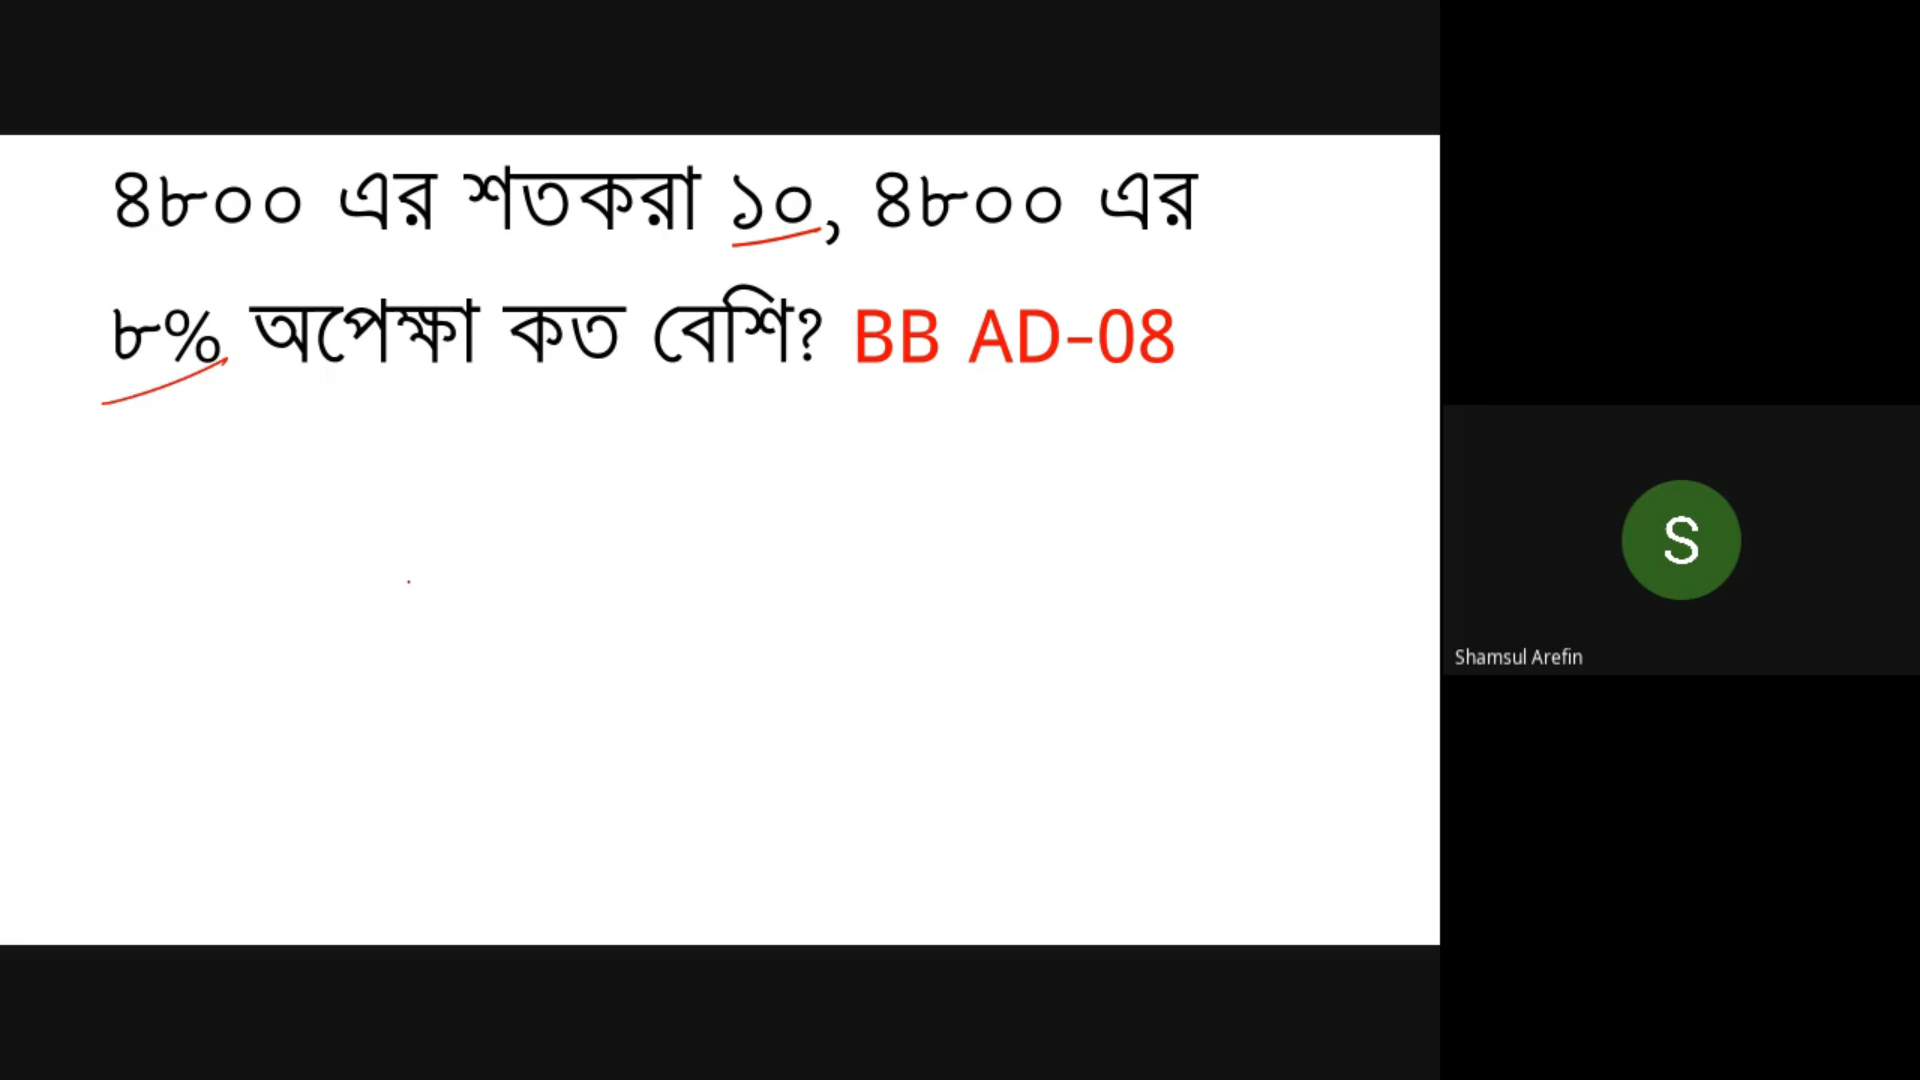 ৪৮০০ এর শতকরা ১০, ৪৮০০ এর
৮% অপেক্ষা কত বেশি? BB AD-08
S
Shamsul Arefin